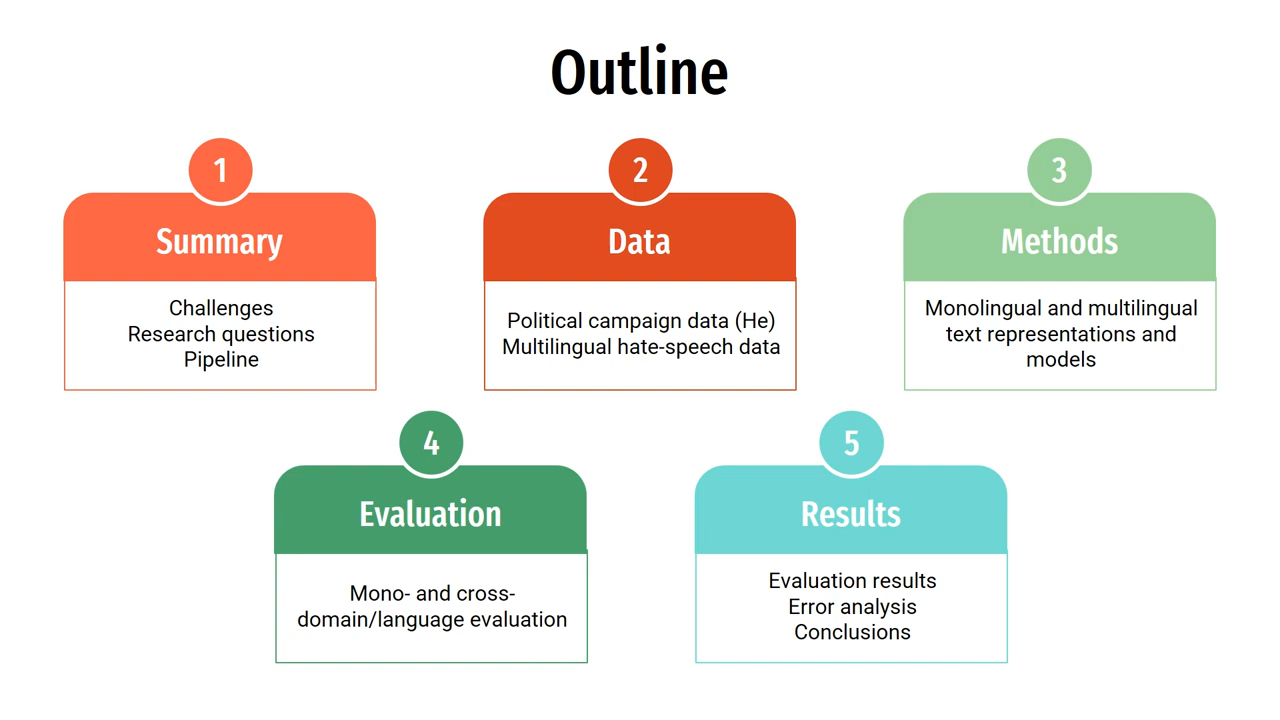 Outline
1
Summary
Challenges
Research questions
Pipeline
2
Data
Political campaign data (He)
Multilingual hate-speech data
3
Methods
Monolingual and multilingual
text representations and
models
4
Evaluation
Mono- and cross-
domain/language evaluation
5
Results
Evaluation results
Error analysis
Conclusions